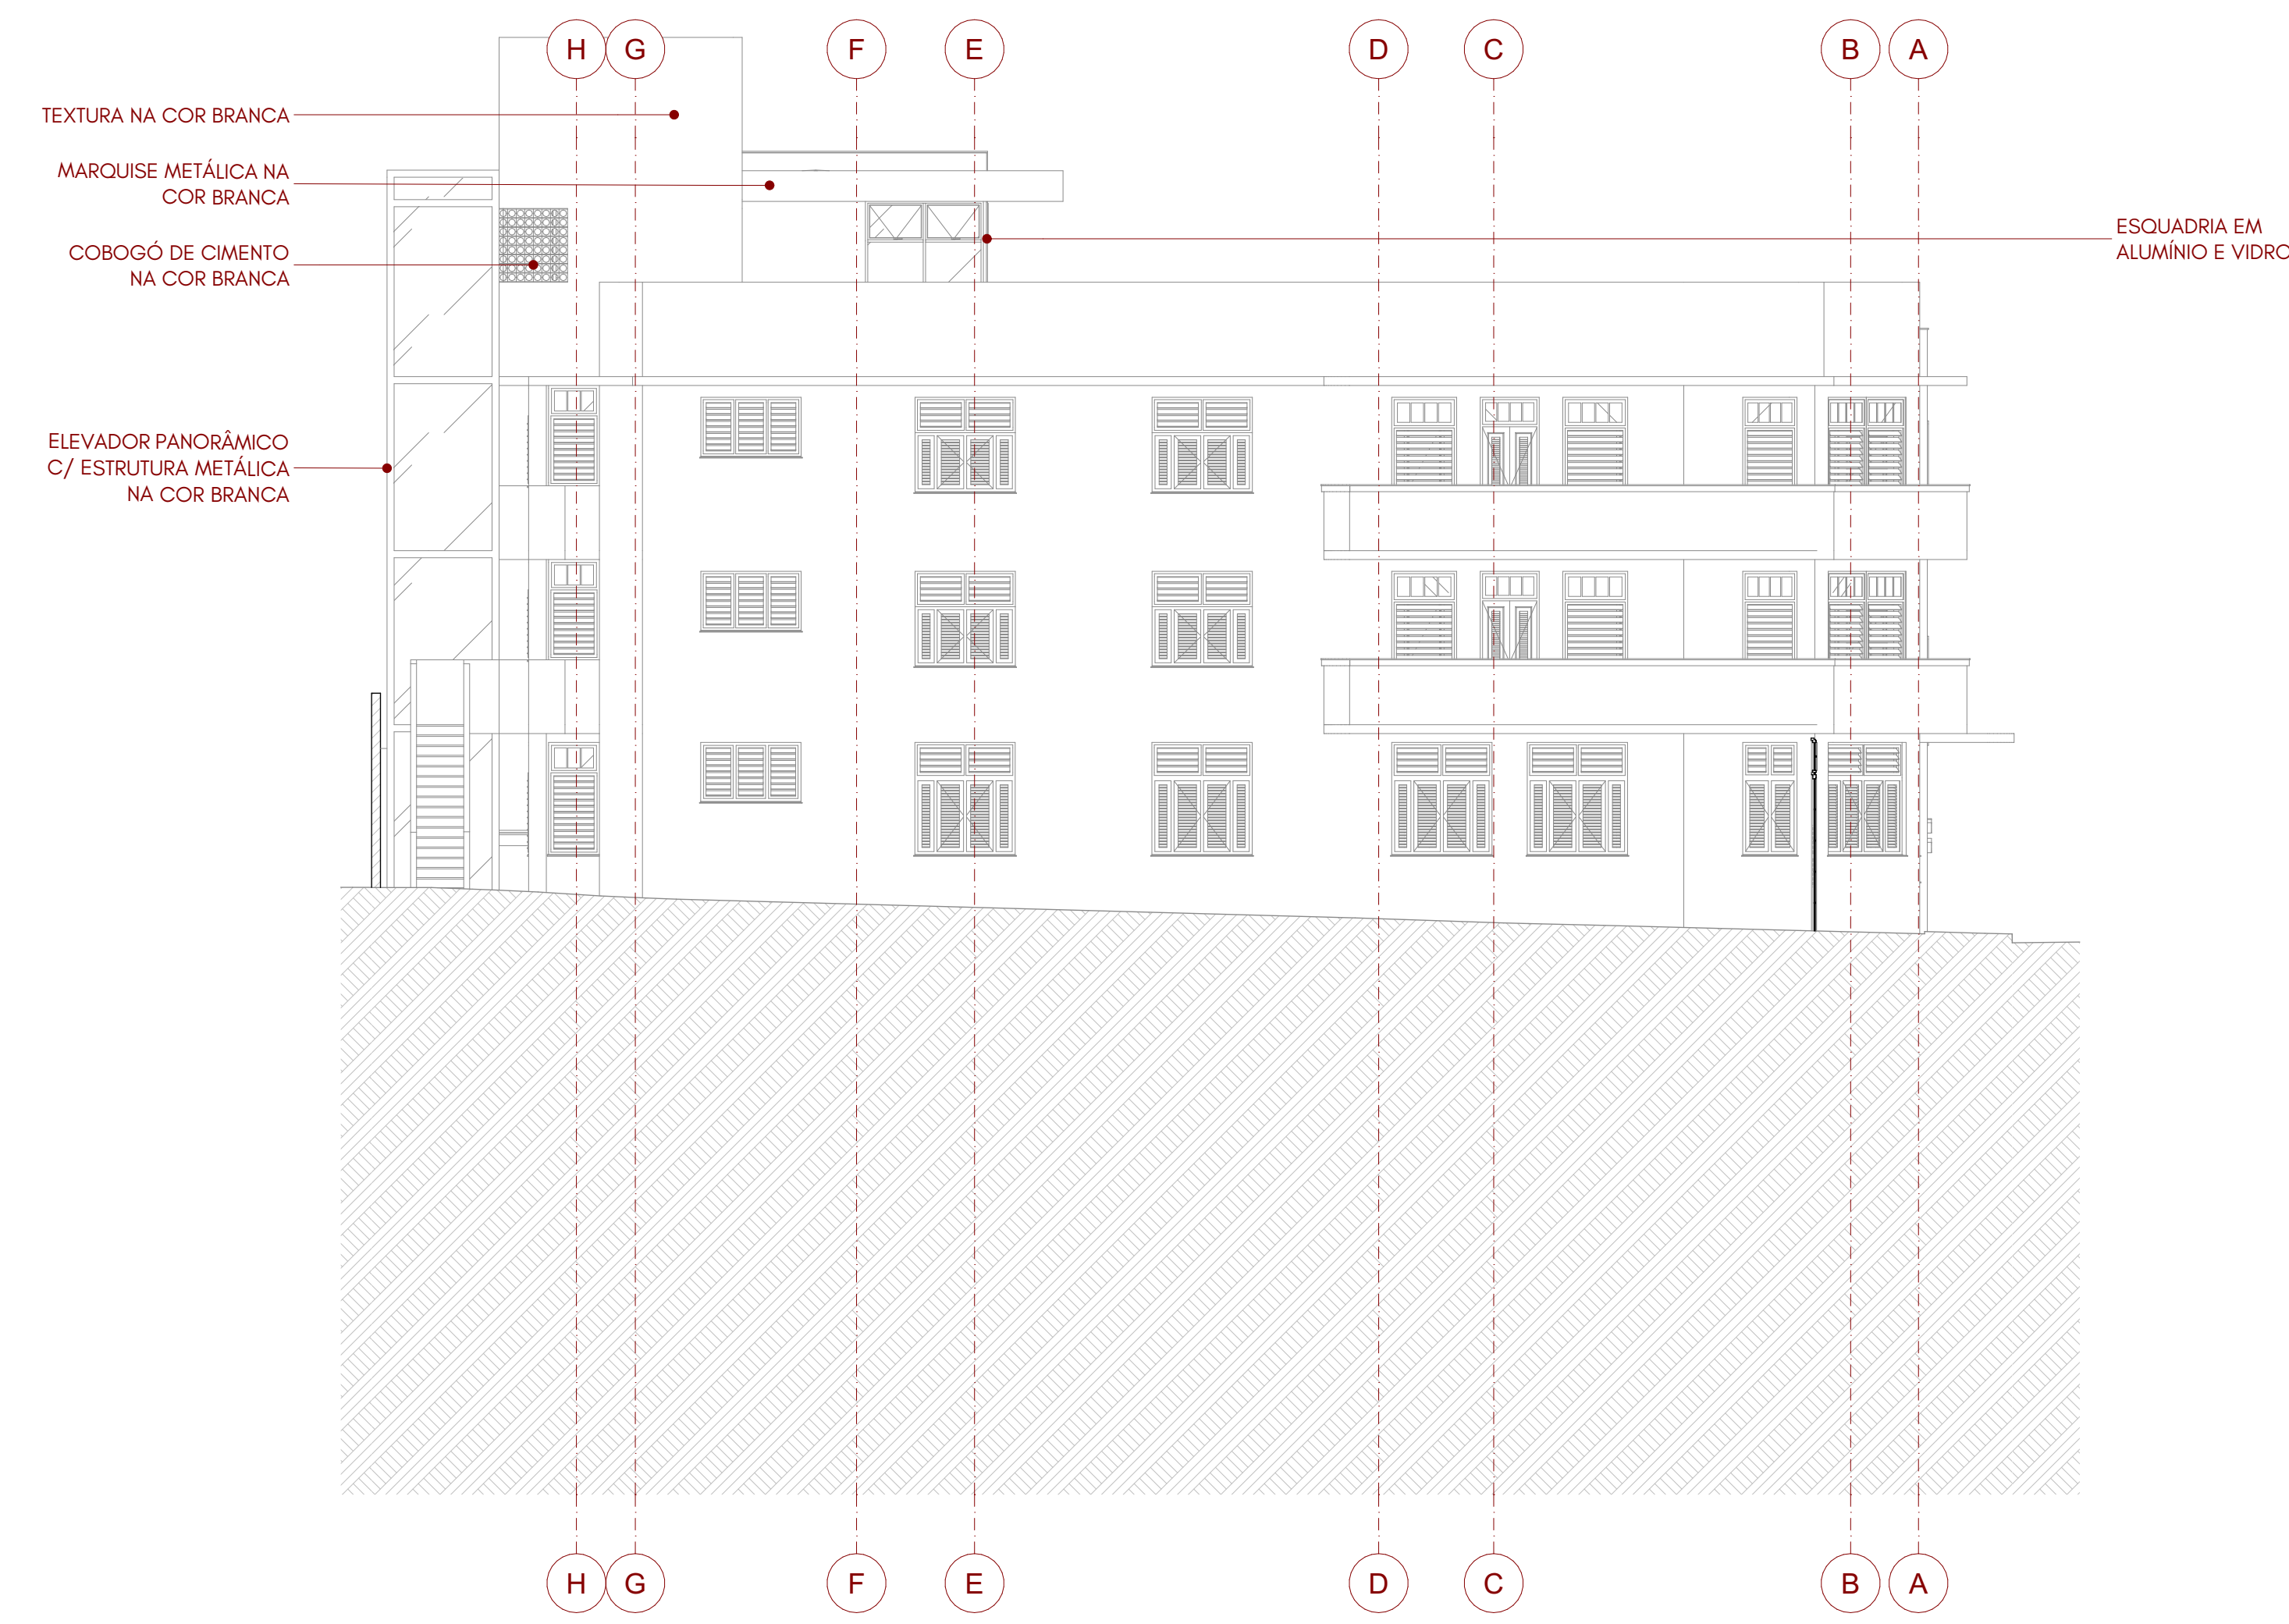 H G F E D C B A
TEXTURA NA COR BRANCA
MARQUISE METÁLICA NA
COR BRANCA
COBOGÓ DE CIMENTO
NA COR BRANCA
ESQUADRIA EM
ALUMÍNIO E VIDRO
ELEVADOR PANORÂMICO
C/ ESTRUTURA METÁLICA
NA COR BRANCA
H G F E D C B A